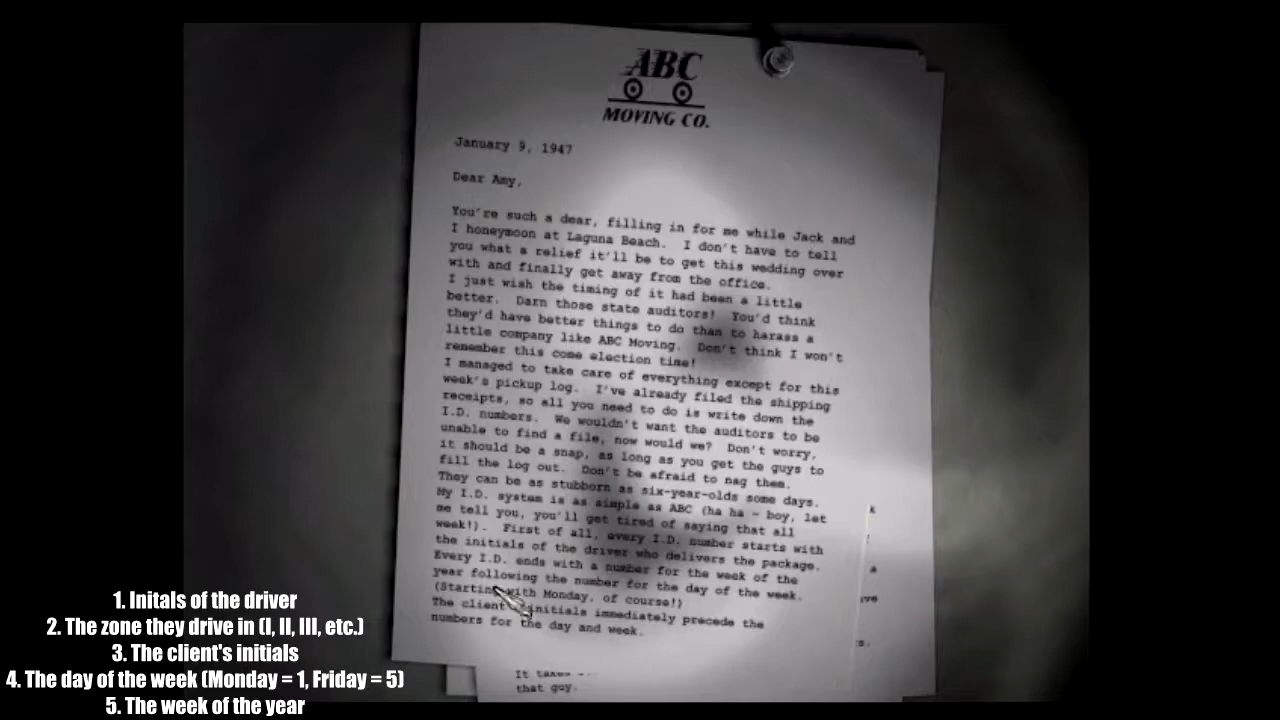 ABC
MOVING CO.
January 9, 1947
Dear Amy,
You're such a dear, filling in for me while Jack and
I honeymoon at Laguna Beach. I don't have to tell
you what a relief it'll be to get this wedding over
with and finally get away from the office.
I just wish the timing of it had been a little
better. Darn those state auditors! You'd think
they'd have better things to do than to harass a
little company like ABC Moving. Don't think I won't
remember this come election time!
I managed to take care of everything except for this
week's pickup log. I've already filed the shipping
receipts, so all you need to do is write down the
I.D. numbers. We wouldn't want the auditors to be
unable to find a file, now would we? Don't worry,
it should be a snap, as long as you get the guys to
fill the log out. Don't be afraid to nag them.
They can be as stubborn as six-year-olds some days.
My I.D. system is as simple as ABC (ha ha - boy, let
me tell you, you'll get tired of saying that all
week!). First of all, every I.D. number starts with
the initials of the driver who delivers the package.
Every I.D. ends with a number for the week of the
year following the number for the day of the week.
(Starting with Monday, of course!)
The client initials immediately precede the
numbers for the day and week.
It takes
that guy.
k
a
1. Initals of the driver
2. The zone they drive in (I, II, III, etc.)
3. The client's initials
4. The day of the week (Monday = 1, Friday = 5)
5. The week of the year